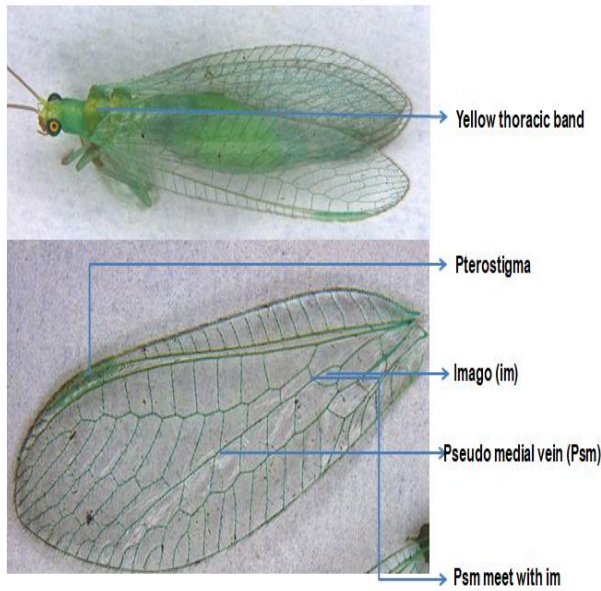 Yellow thoracic band
Pterostigma
Imago (im)
Pseudo medial vein (Psm)
Psm meet with im